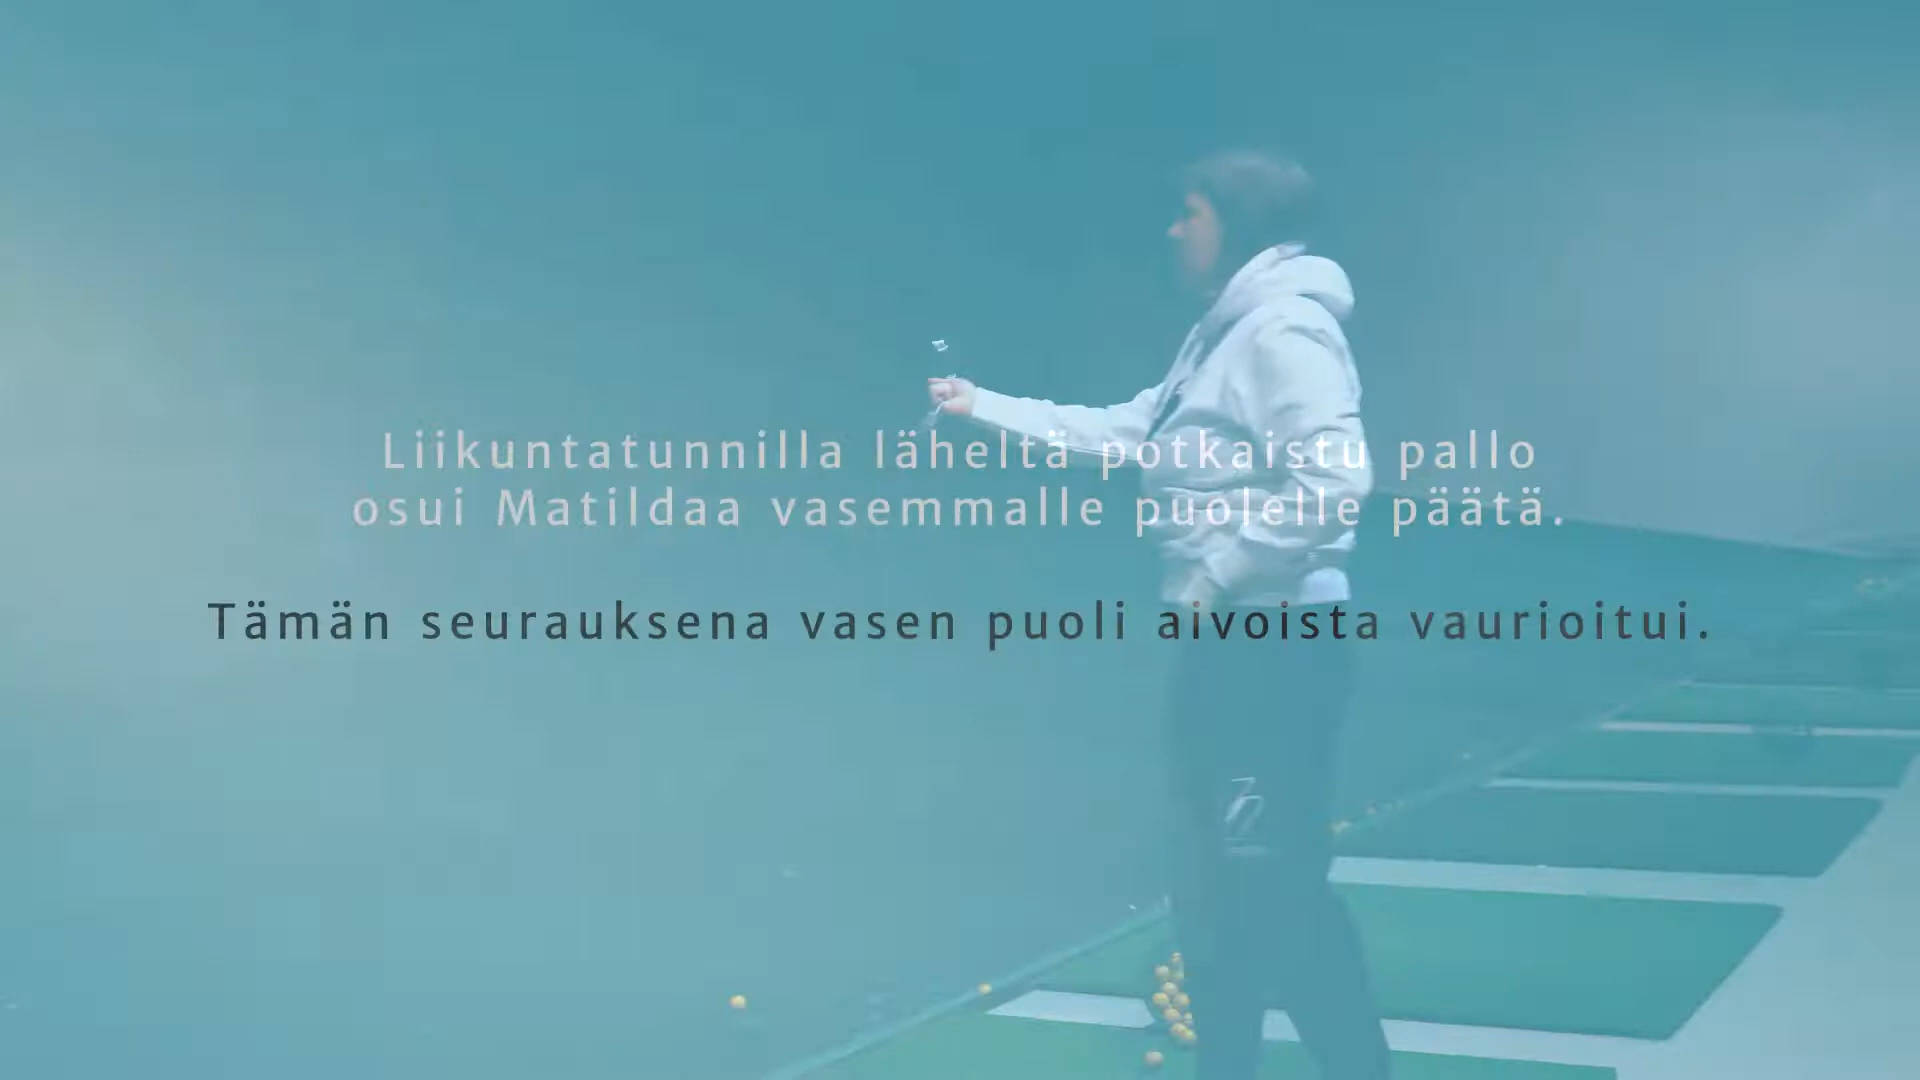 Liikuntatunnilla läheltä potkaistu pallo
osui Matildaa vasemmalle puolelle päätä.
Tämän seurauksena vasen puoli aivoista vaurioitui.